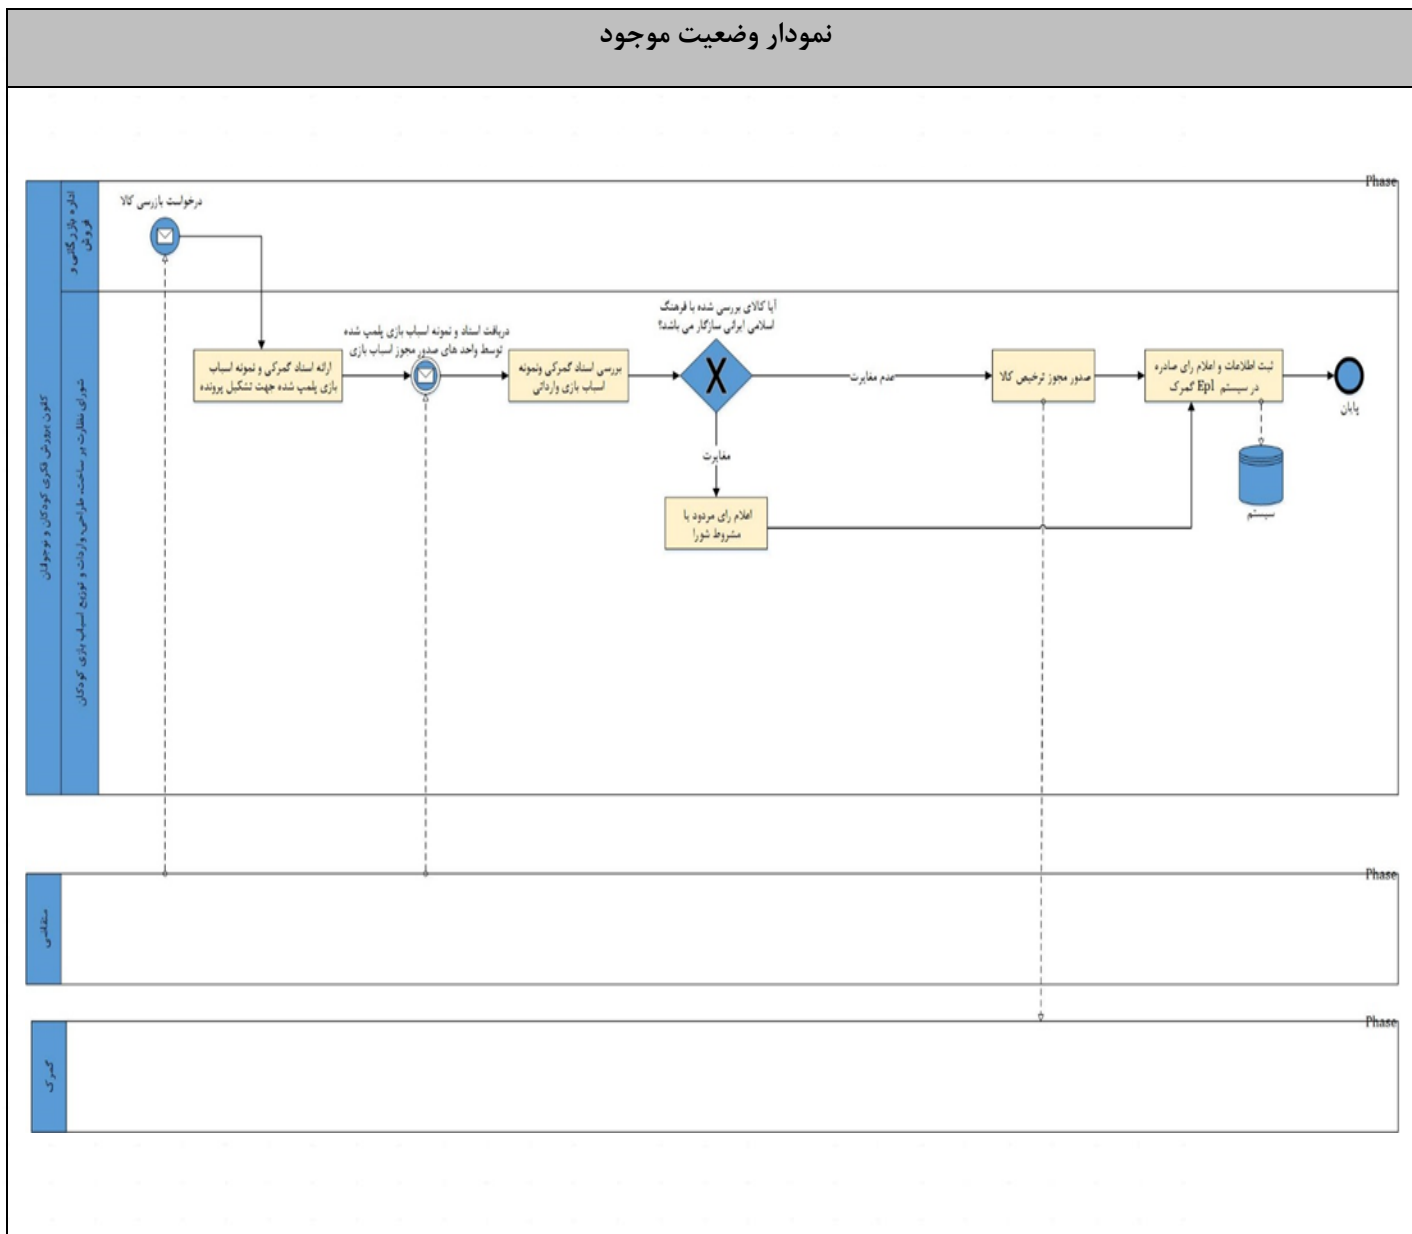 نمودار وضعیت موجود
Phase
اداره بازرگانی و
فروش
درخواست بازرسی کالا
کانون پرورش فکری کودکان و نوجوانان
شورای نظارت بر ساخت، طراحی، واردات و توزیع اسباب بازی کودکان
ارائه اسناد گمرکی و نمونه اسباب
بازی پلمپ شده جهت تشکیل پرونده
دریافت اسناد و نمونه اسباب بازی پلمپ شده
توسط واحد های صدور مجوز اسباب بازی
بررسی اسناد گمرکی ونمونه
اسباب بازی وارداتی
آیا کالای بررسی شده با فرهنگ
اسلامی ایرانی سازگار می باشد؟
X
عدم مغایرت
مغایرت
اعلام رای مردود یا
مشروط شورا
صدور مجوز ترخیص کالا
ثبت اطلاعات و اعلام رای صادره
در سیستم Epl گمرک
پایان
سیستم
Phase
متقاضی
Phase
گمرک